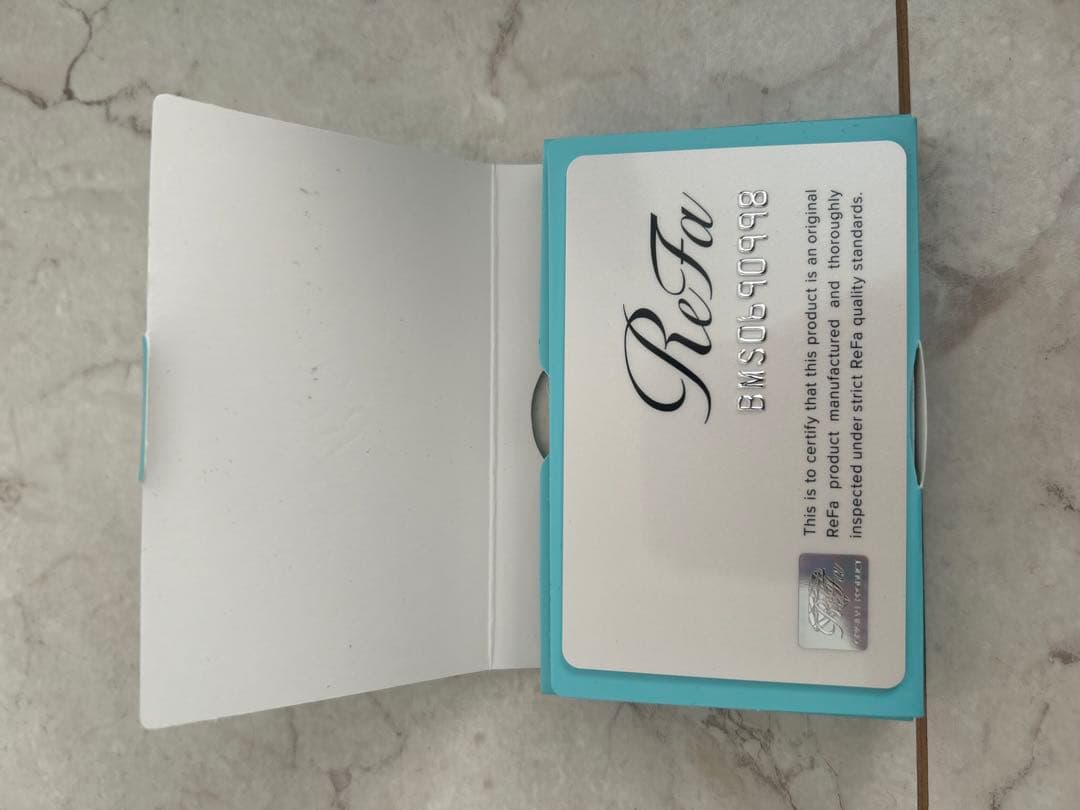 ReFa
BMS0690998
This is to certify that this product is an original
ReFa product manufactured and thoroughly
inspected under strict ReFa quality standards.
ReFa